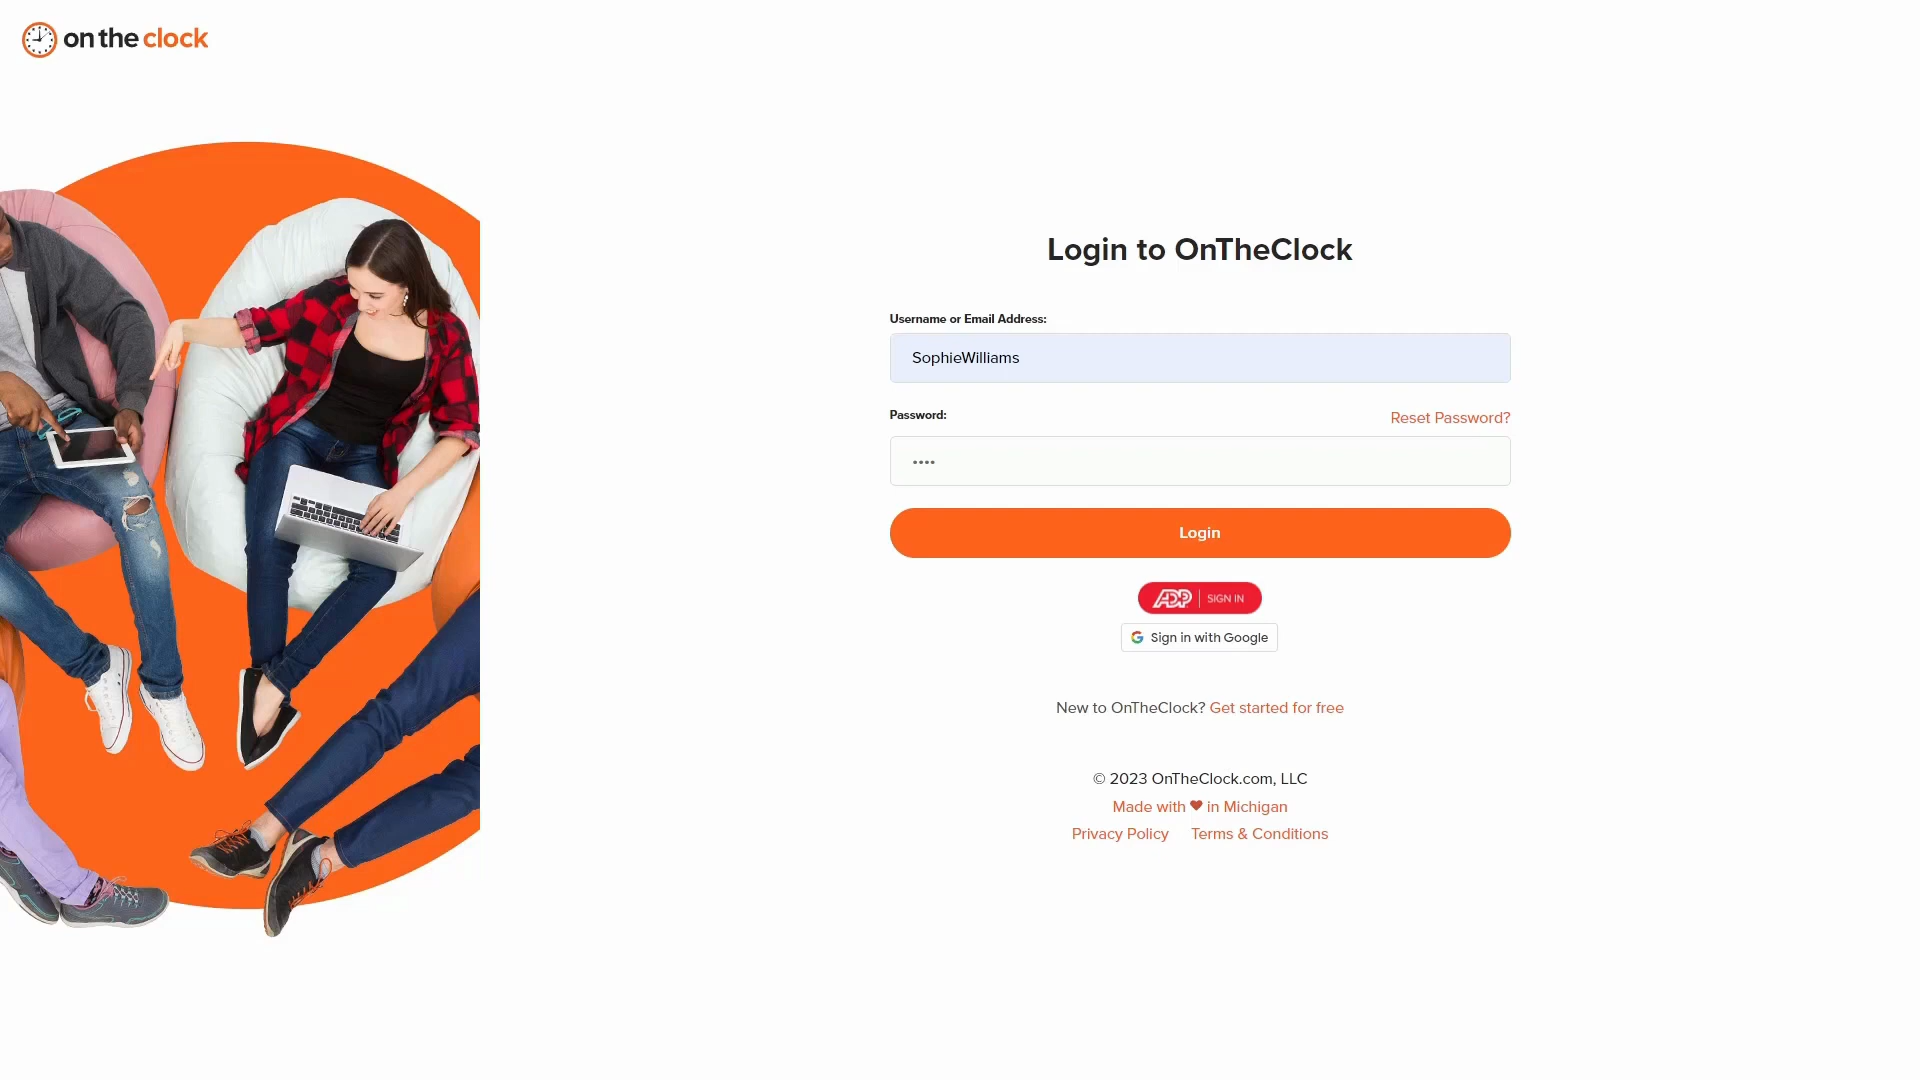 on the clock
Login to OnTheClock
Username or Email Address:
SophieWilliams
Password:
Reset Password?
••••
Login
ADP SIGN IN
Sign in with Google
New to OnTheClock? Get started for free
© 2023 OnTheClock.com, LLC
Made with ❤ in Michigan
Privacy Policy Terms & Conditions